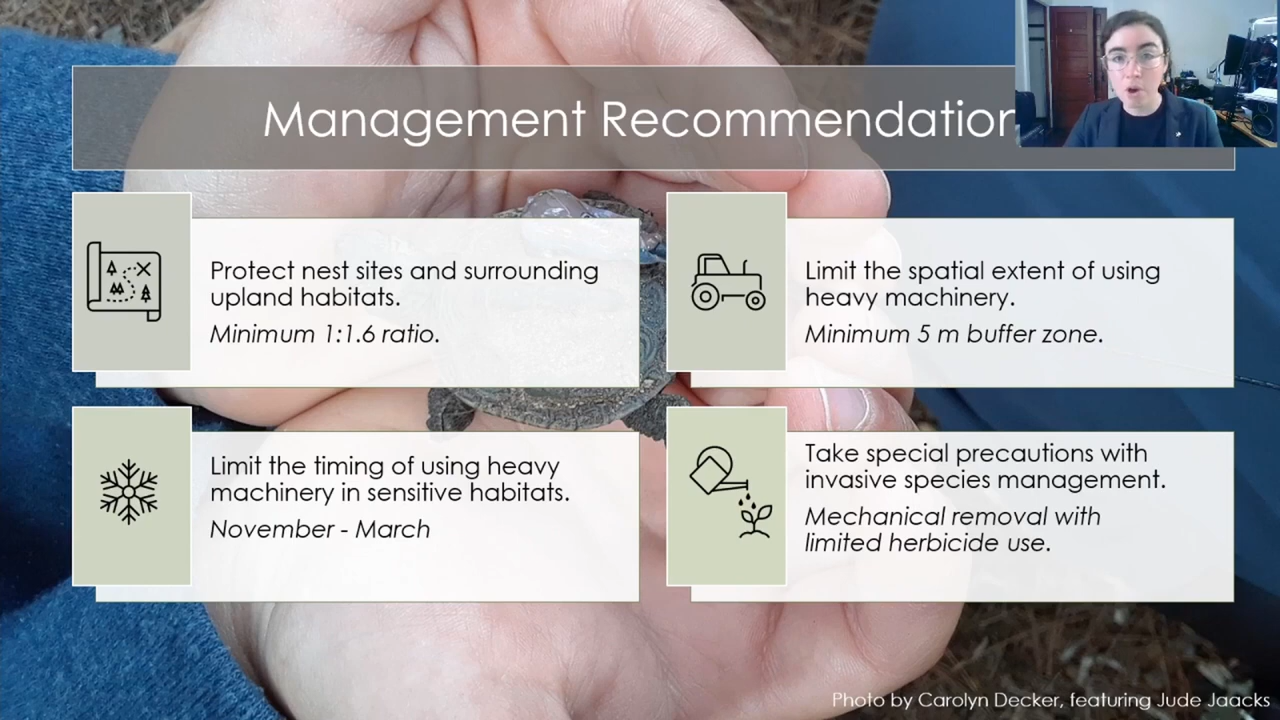 Management Recommendation
Protect nest sites and surrounding
upland habitats.
Minimum 1:1.6 ratio.
Limit the spatial extent of using
heavy machinery.
Minimum 5 m buffer zone.
Limit the timing of using heavy
machinery in sensitive habitats.
November - March
Take special precautions with
invasive species management.
Mechanical removal with
limited herbicide use.
Photo by Carolyn Decker, featuring Jude Jaacks